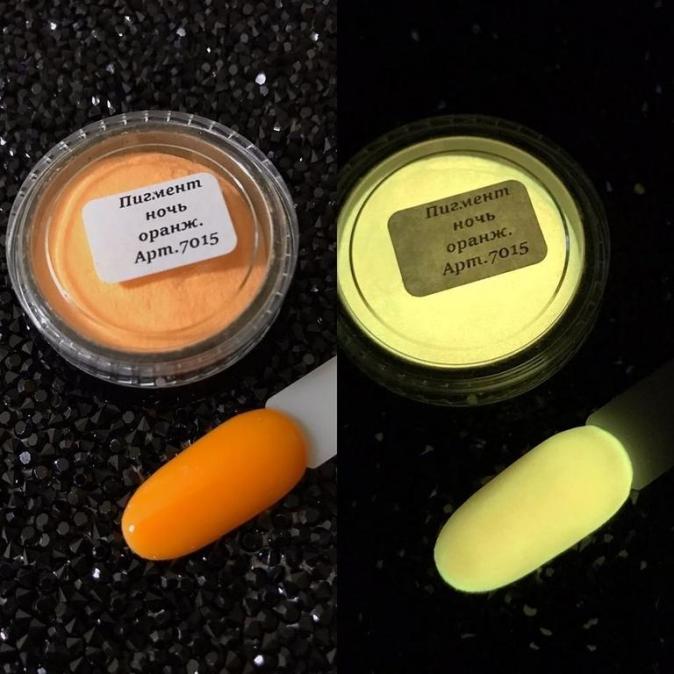 Пигмент
ночь
оранж.
Арт.7015
Пигмент
ночь
оранж.
Арт.7015